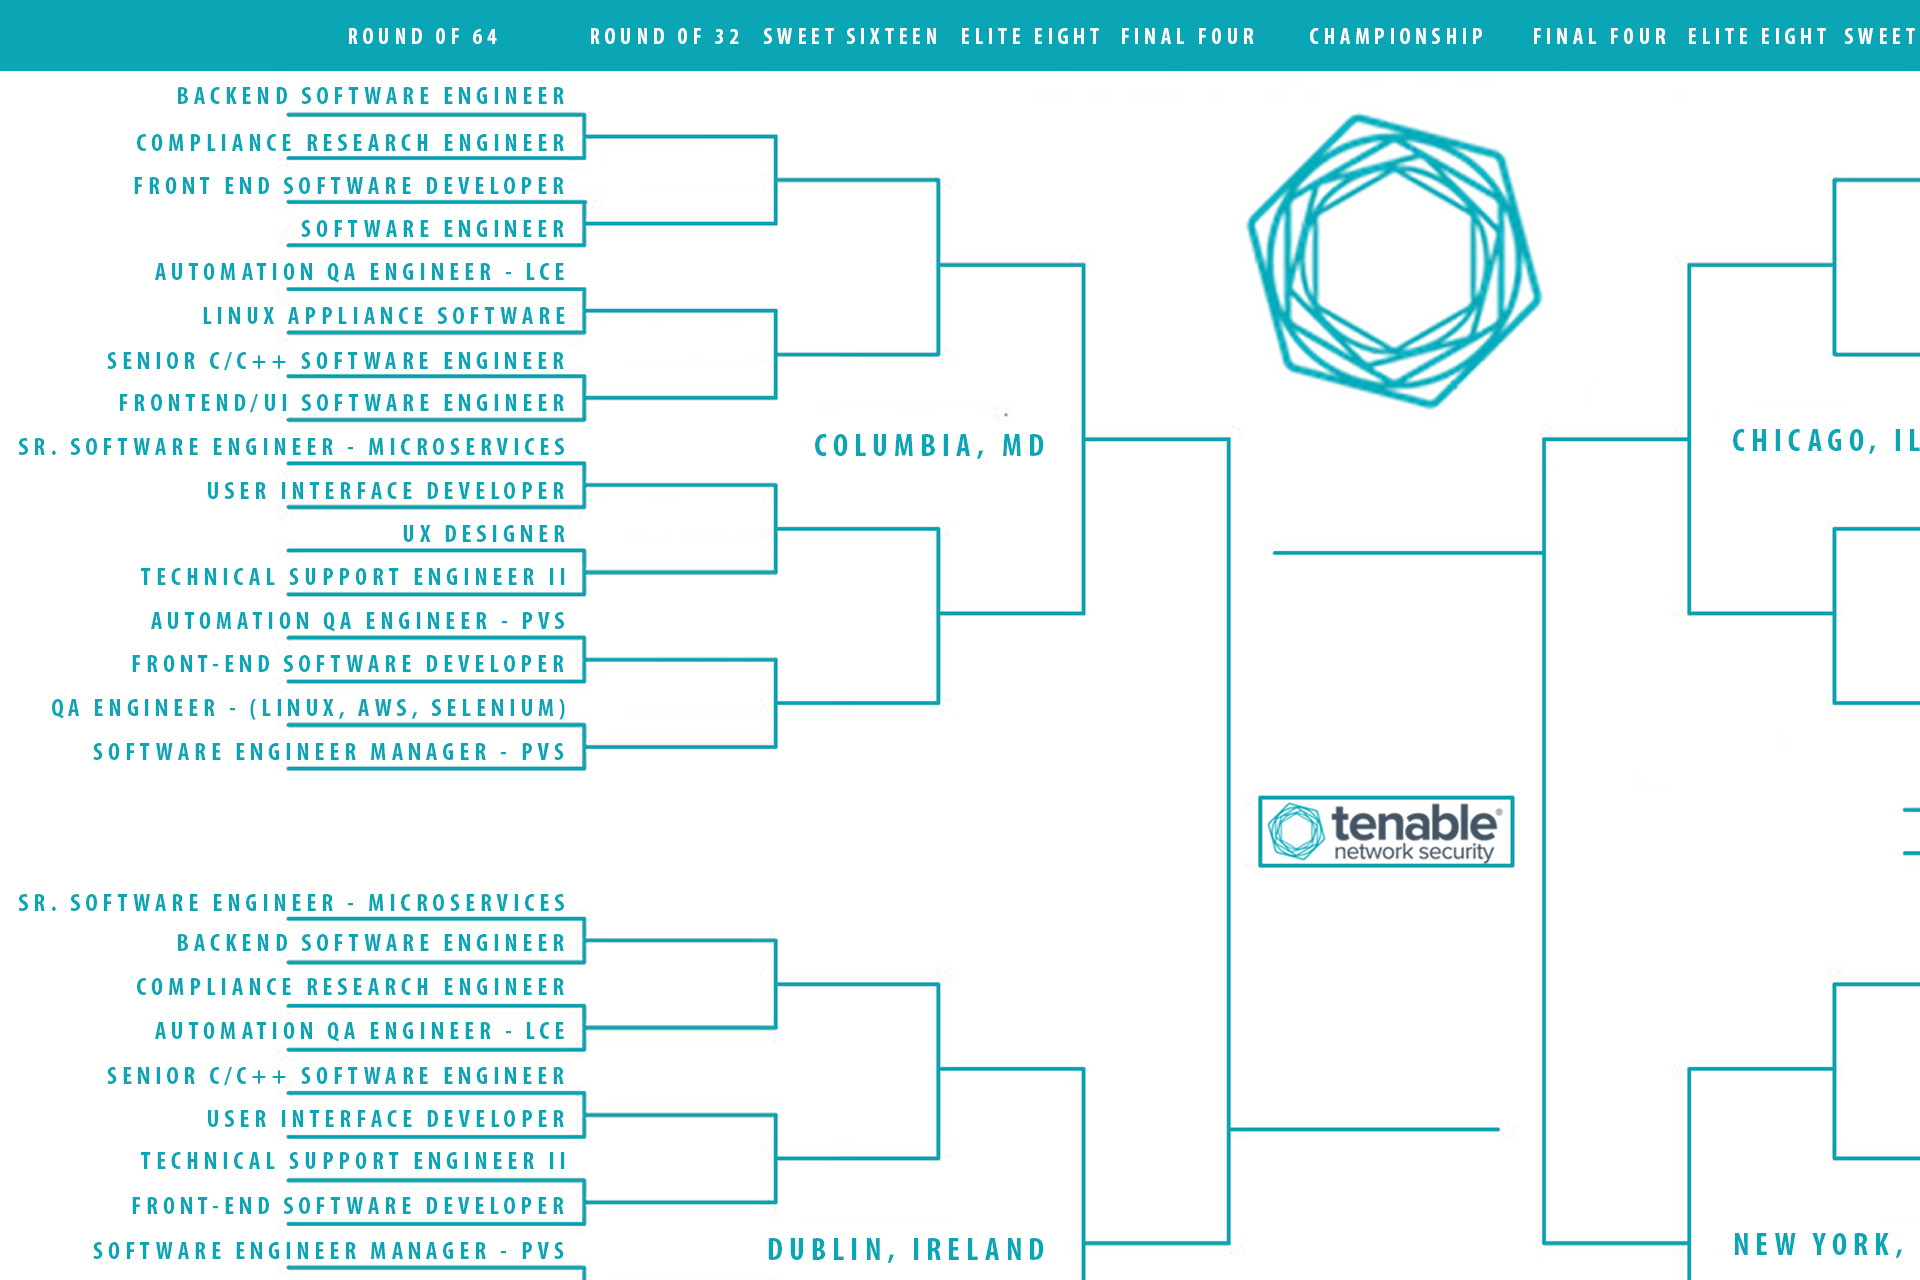 ROUND OF 64 ROUND OF 32 SWEET SIXTEEN ELITE EIGHT FINAL FOUR CHAMPIONSHIP FINAL FOUR ELITE EIGHT SWEET
BACKEND SOFTWARE ENGINEER
COMPLIANCE RESEARCH ENGINEER
FRONT END SOFTWARE DEVELOPER
SOFTWARE ENGINEER
AUTOMATION QA ENGINEER - LCE
LINUX APPLIANCE SOFTWARE
SENIOR C/C++ SOFTWARE ENGINEER
FRONTEND/UI SOFTWARE ENGINEER
SR. SOFTWARE ENGINEER - MICROSERVICES
USER INTERFACE DEVELOPER
UX DESIGNER
TECHNICAL SUPPORT ENGINEER II
AUTOMATION QA ENGINEER - PVS
FRONT-END SOFTWARE DEVELOPER
QA ENGINEER - (LINUX, AWS, SELENIUM)
SOFTWARE ENGINEER MANAGER - PVS
COLUMBIA, MD
CHICAGO, IL
tenable®
network security
SR. SOFTWARE ENGINEER - MICROSERVICES
BACKEND SOFTWARE ENGINEER
COMPLIANCE RESEARCH ENGINEER
AUTOMATION QA ENGINEER - LCE
SENIOR C/C++ SOFTWARE ENGINEER
USER INTERFACE DEVELOPER
TECHNICAL SUPPORT ENGINEER II
FRONT-END SOFTWARE DEVELOPER
SOFTWARE ENGINEER MANAGER - PVS
DUBLIN, IRELAND
NEW YORK,